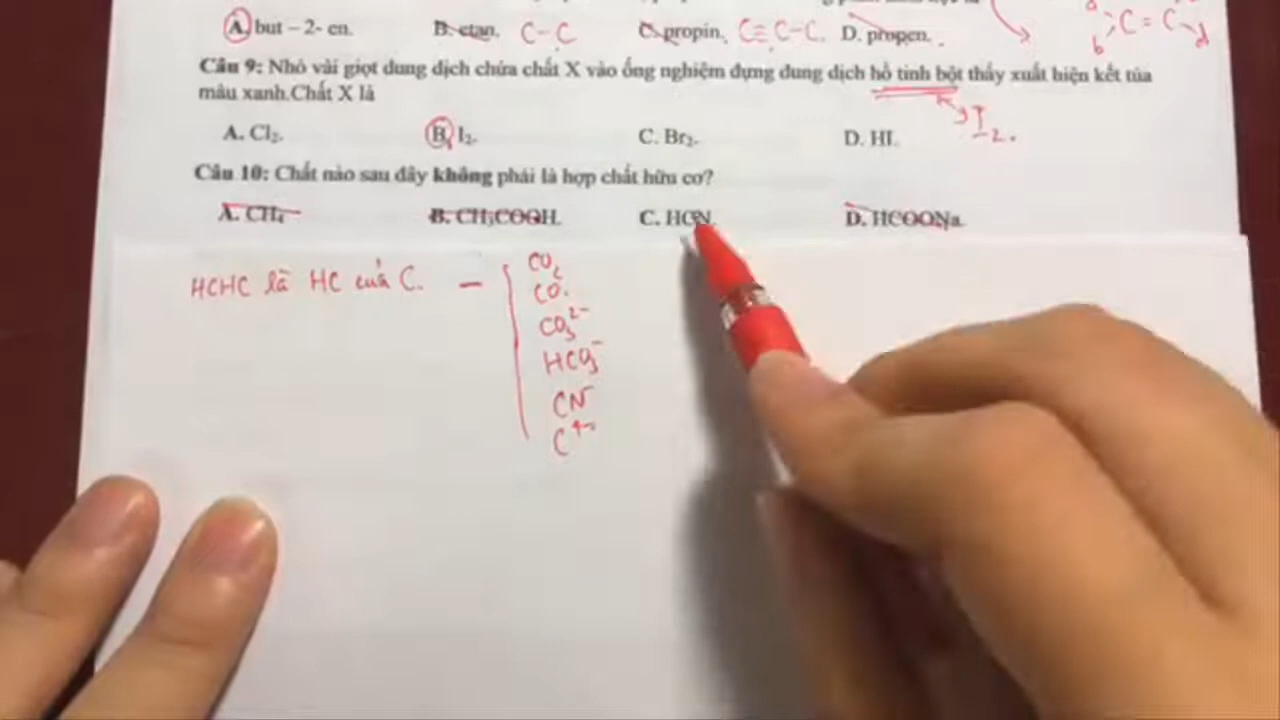 A. but – 2- en. B. etan. C-C C. propin. C≡C-C. D. propen.
b C = C d
Câu 9: Nhỏ vài giọt dung dịch chứa chất X vào ống nghiệm đựng dung dịch hồ tinh bột thấy xuất hiện kết tủa
màu xanh.Chất X là
I2.
A. Cl2. B. I2. C. Br2. D. HI.
Câu 10: Chất nào sau đây không phải là hợp chất hữu cơ?
A. CH4 B. CH3COOH. C. HCN. D. HCOONa.
HCHC là HC của C. –
CO2
CO.
CO3 2-
HCO3 -
CN-
C 4-